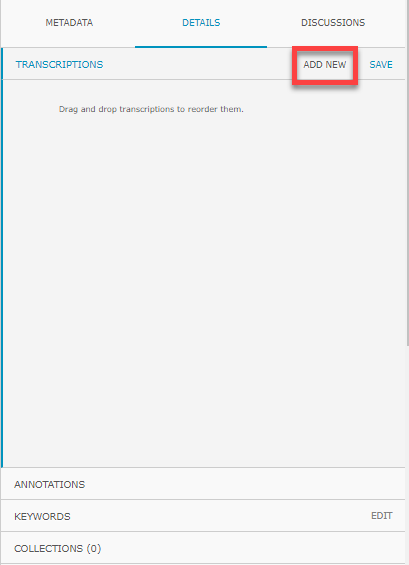 METADATA DETAILS DISCUSSIONS
TRANSCRIPTIONS ADD NEW SAVE
Drag and drop transcriptions to reorder them.
ANNOTATIONS
KEYWORDS EDIT
COLLECTIONS (0)